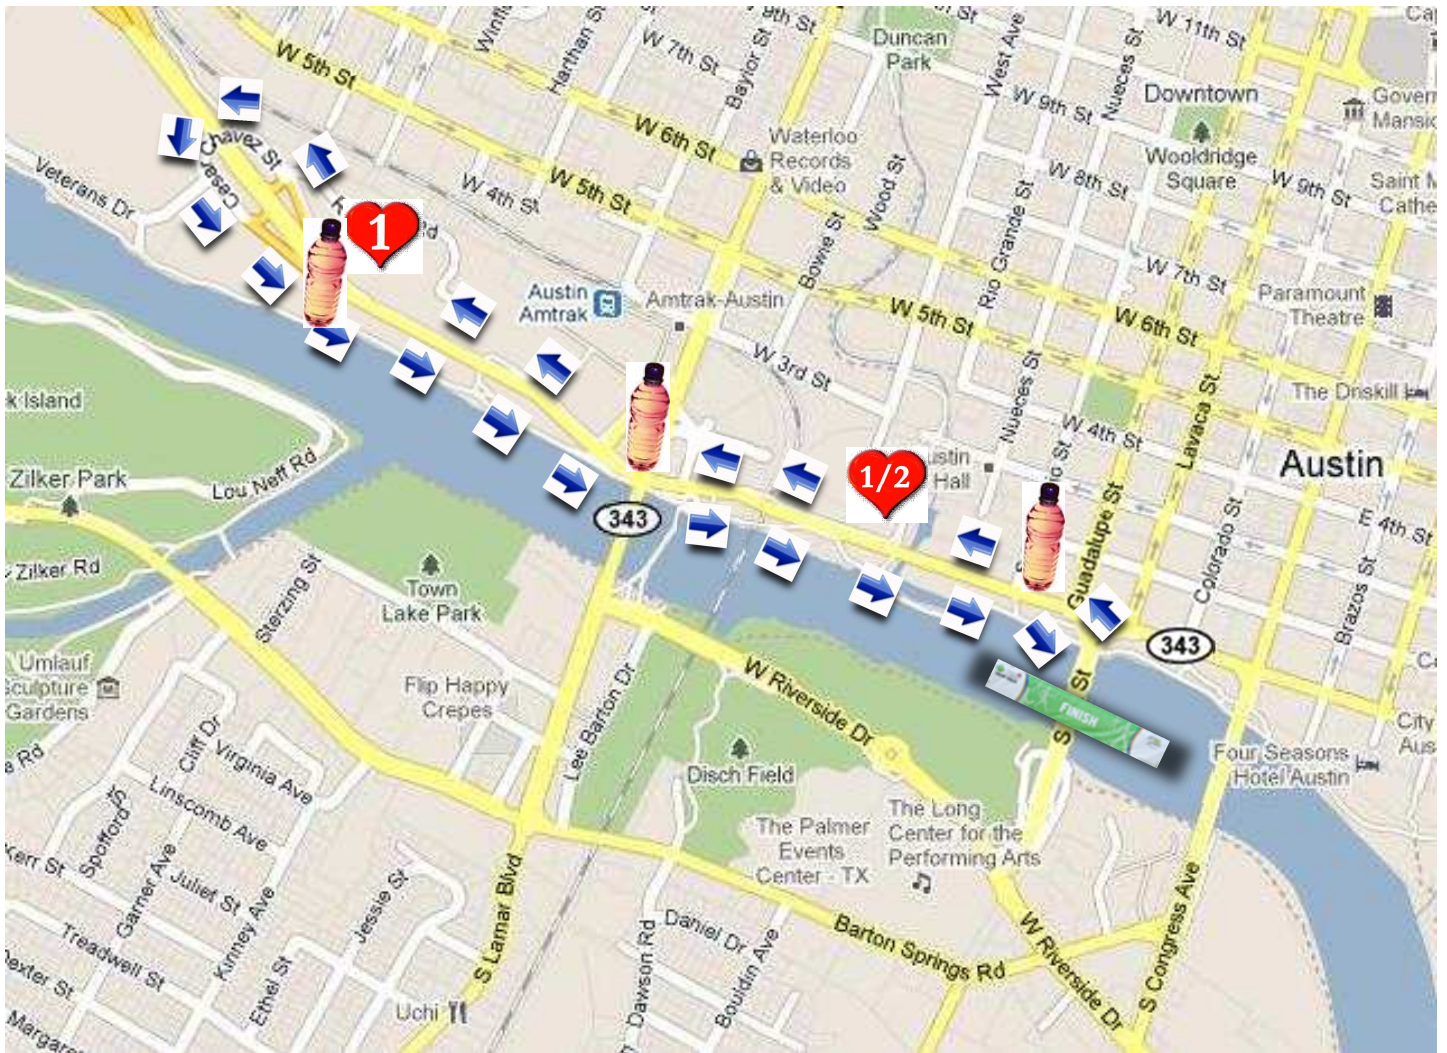 W 5th St
Harthan St
W 7th St
Baylor St
9th St
Duncan
Park
West Ave
Nueces St
W 11th St
Downtown
W 9th St
Chavez St
Cesar
Veterans Dr
W 6th St
Waterloo
Records
& Video
W 4th St
W 5th St
Wood St
W 8th St
Wooldridge
Square
W 9th St
1
Bowie St
Rio Grande St
W 7th St
Austin
Amtrak
Amtrak-Austin
W 5th St
W 6th St
Paramount
Theatre
W 3rd St
Nueces St
Lavaca St
The Driskill
k Island
W 4th St
Zilker Park
Lou Neff Rd
1/2
ustin
Hall
Austin
343
Guadalupe St
Colorado St
E 4th St
Zilker Rd
Sterzing St
Town
Lake Park
Brazos St
343
Umlauf
Sculpture
Gardens
Flip Happy
Crepes
Lee Barton Dr
W Riverside Dr
St
FINISH
City
Cliff Dr
Virginia Ave
Disch Field
Four Seasons
Hotel Austin
Linscomb Ave
Spofford S
The Palmer
Events
Center - TX
The Long
Center for the
Performing Arts
Kerr St
Garner Ave
Juliet St
Kinney Ave
Jessie St
S Lamar Blvd
Treadwell St
Dexter St
Ethel St
Uchi
Dawson Rd
Daniel Dr
Bouldin Ave
Barton Springs Rd
W Riverside Dr
S Congress Ave